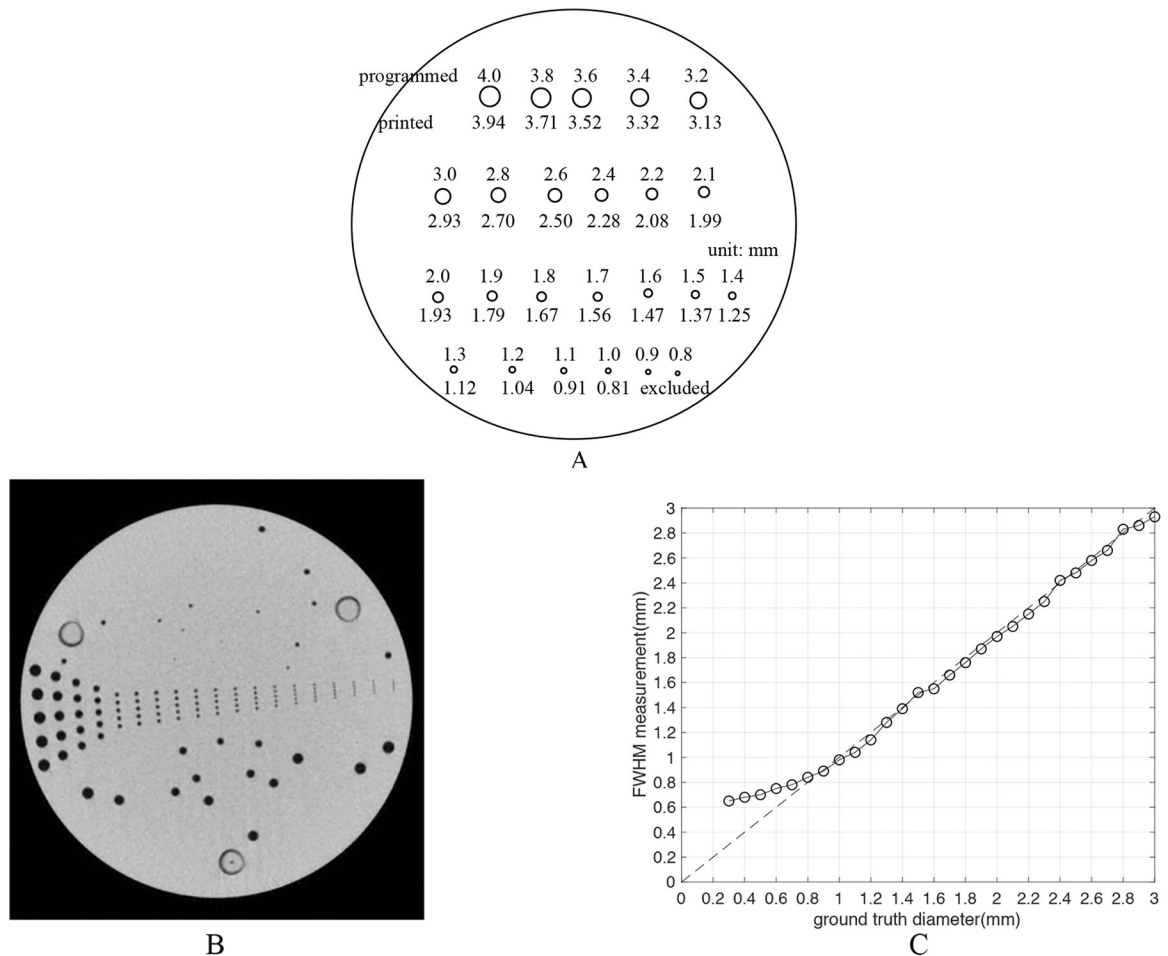 programmed 4.0 3.8 3.6 3.4 3.2
printed 3.94 3.71 3.52 3.32 3.13
3.0 2.8 2.6 2.4 2.2 2.1
2.93 2.70 2.50 2.28 2.08 1.99
unit: mm
2.0 1.9 1.8 1.7 1.6 1.5 1.4
1.93 1.79 1.67 1.56 1.47 1.37 1.25
1.3 1.2 1.1 1.0 0.9 0.8
1.12 1.04 0.91 0.81 excluded
A
B
FWHM measurement(mm)
3
2.8
2.6
2.4
2.2
2
1.8
1.6
1.4
1.2
1
0.8
0.6
0.4
0.2
0
0 0.2 0.4 0.6 0.8 1 1.2 1.4 1.6 1.8 2 2.2 2.4 2.6 2.8 3
ground truth diameter(mm)
C